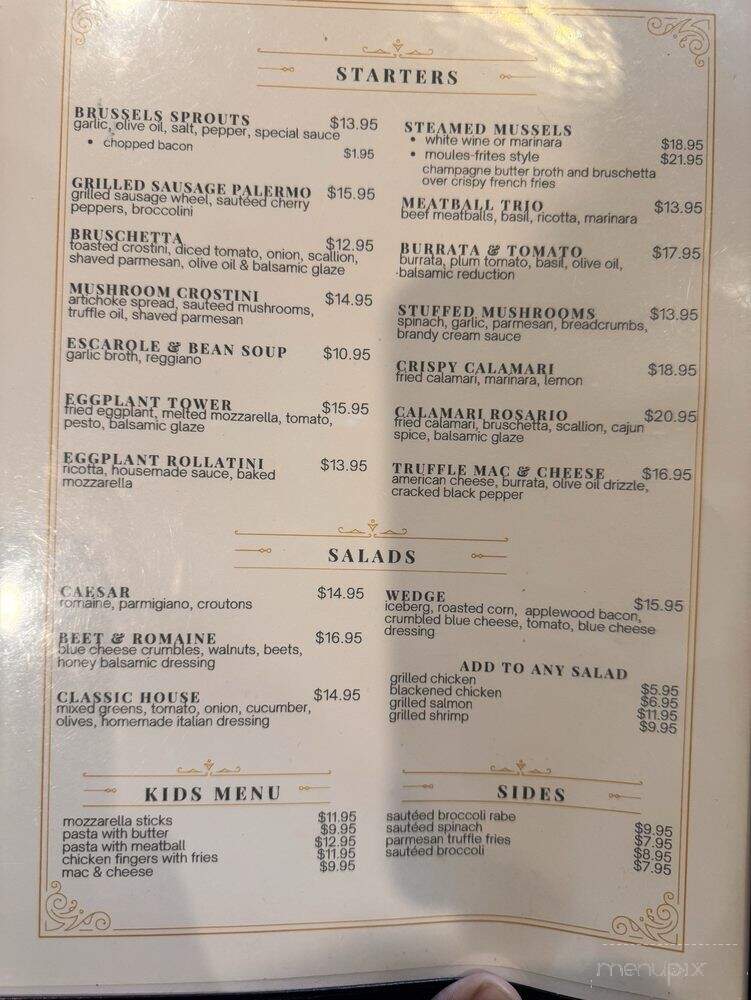 STARTERS
BRUSSELS SPROUTS $13.95
garlic, olive oil, salt, pepper, special sauce
• chopped bacon $1.95
GRILLED SAUSAGE PALERMO $15.95
grilled sausage wheel, sautéed cherry
peppers, broccolini
BRUSCHETTA $12.95
toasted crostini, diced tomato, onion, scallion,
shaved parmesan, olive oil & balsamic glaze
MUSHROOM CROSTINI $14.95
artichoke spread, sauteed mushrooms,
truffle oil, shaved parmesan
ESCAROLE & BEAN SOUP $10.95
garlic broth, reggiano
EGGPLANT TOWER $15.95
fried eggplant, melted mozzarella, tomato,
pesto, balsamic glaze
EGGPLANT ROLLATINI $13.95
ricotta, housemade sauce, baked
mozzarella
STEAMED MUSSELS
• white wine or marinara $18.95
• moules-frites style $21.95
champagne butter broth and bruschetta
over crispy french fries
MEATBALL TRIO $13.95
beef meatballs, basil, ricotta, marinara
BURRATA & TOMATO $17.95
burrata, plum tomato, basil, olive oil,
balsamic reduction
STUFFED MUSHROOMS $13.95
spinach, garlic, parmesan, breadcrumbs,
brandy cream sauce
CRISPY CALAMARI $18.95
fried calamari, marinara, lemon
CALAMARI ROSARIO $20.95
fried calamari, bruschetta, scallion, cajun
spice, balsamic glaze
TRUFFLE MAC & CHEESE $16.95
american cheese, burrata, olive oil drizzle,
cracked black pepper
SALADS
CAESAR $14.95
romaine, parmigiano, croutons
BEET & ROMAINE $16.95
blue cheese crumbles, walnuts, beets,
honey balsamic dressing
CLASSIC HOUSE $14.95
mixed greens, tomato, onion, cucumber,
olives, homemade italian dressing
WEDGE $15.95
iceberg, roasted corn, applewood bacon,
crumbled blue cheese, tomato, blue cheese
dressing
ADD TO ANY SALAD
grilled chicken $5.95
blackened chicken $6.95
grilled salmon $11.95
grilled shrimp $9.95
KIDS MENU
mozzarella sticks $11.95
pasta with butter $9.95
pasta with meatball $12.95
chicken fingers with fries $11.95
mac & cheese $9.95
SIDES
sautéed broccoli rabe $9.95
sautéed spinach $7.95
parmesan truffle fries $8.95
sautéed broccoli $7.95
menupix